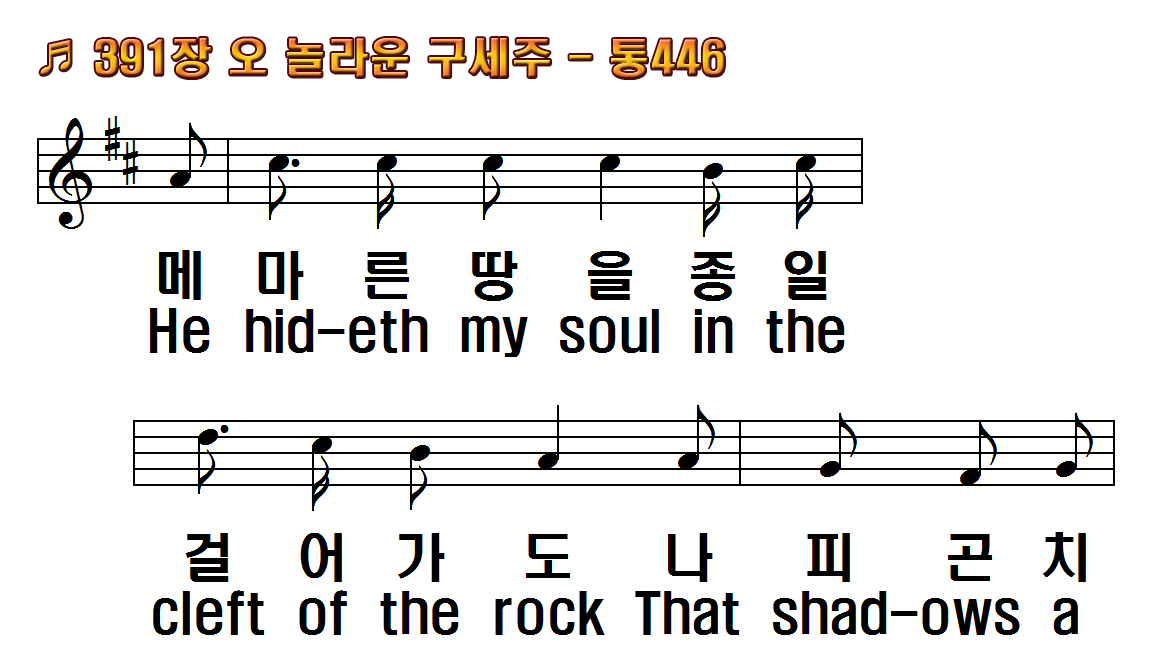 ♬ 391장 오 놀라운 구세주 - 통446
메 마 른 땅 을 종 일
He hid-eth my soul in the
걸 어 가 도 나 피 곤 치
cleft of the rock That shad-ows a